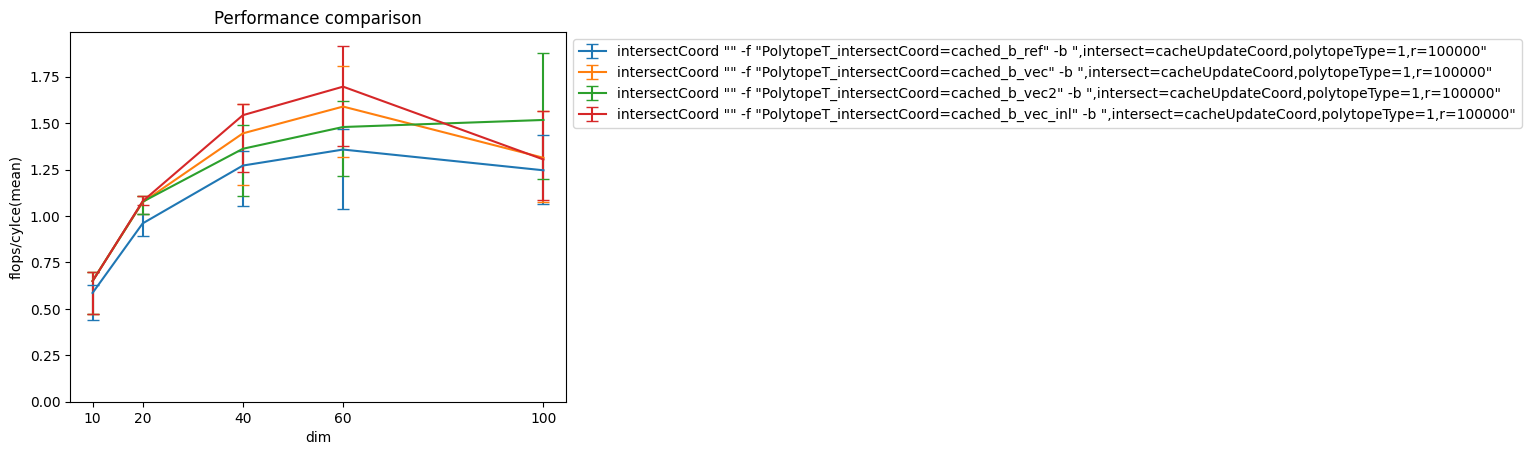 Performance comparison
flops/cylce(mean)
1.75
1.50
1.25
1.00
0.75
0.50
0.25
0.00
10 20 40 60 100
dim
intersectCoord "" -f "PolytopeT_intersectCoord=cached_b_ref" -b ",intersect=cacheUpdateCoord,polytopeType=1,r=100000"
intersectCoord "" -f "PolytopeT_intersectCoord=cached_b_vec" -b ",intersect=cacheUpdateCoord,polytopeType=1,r=100000"
intersectCoord "" -f "PolytopeT_intersectCoord=cached_b_vec2" -b ",intersect=cacheUpdateCoord,polytopeType=1,r=100000"
intersectCoord "" -f "PolytopeT_intersectCoord=cached_b_vec_inl" -b ",intersect=cacheUpdateCoord,polytopeType=1,r=100000"